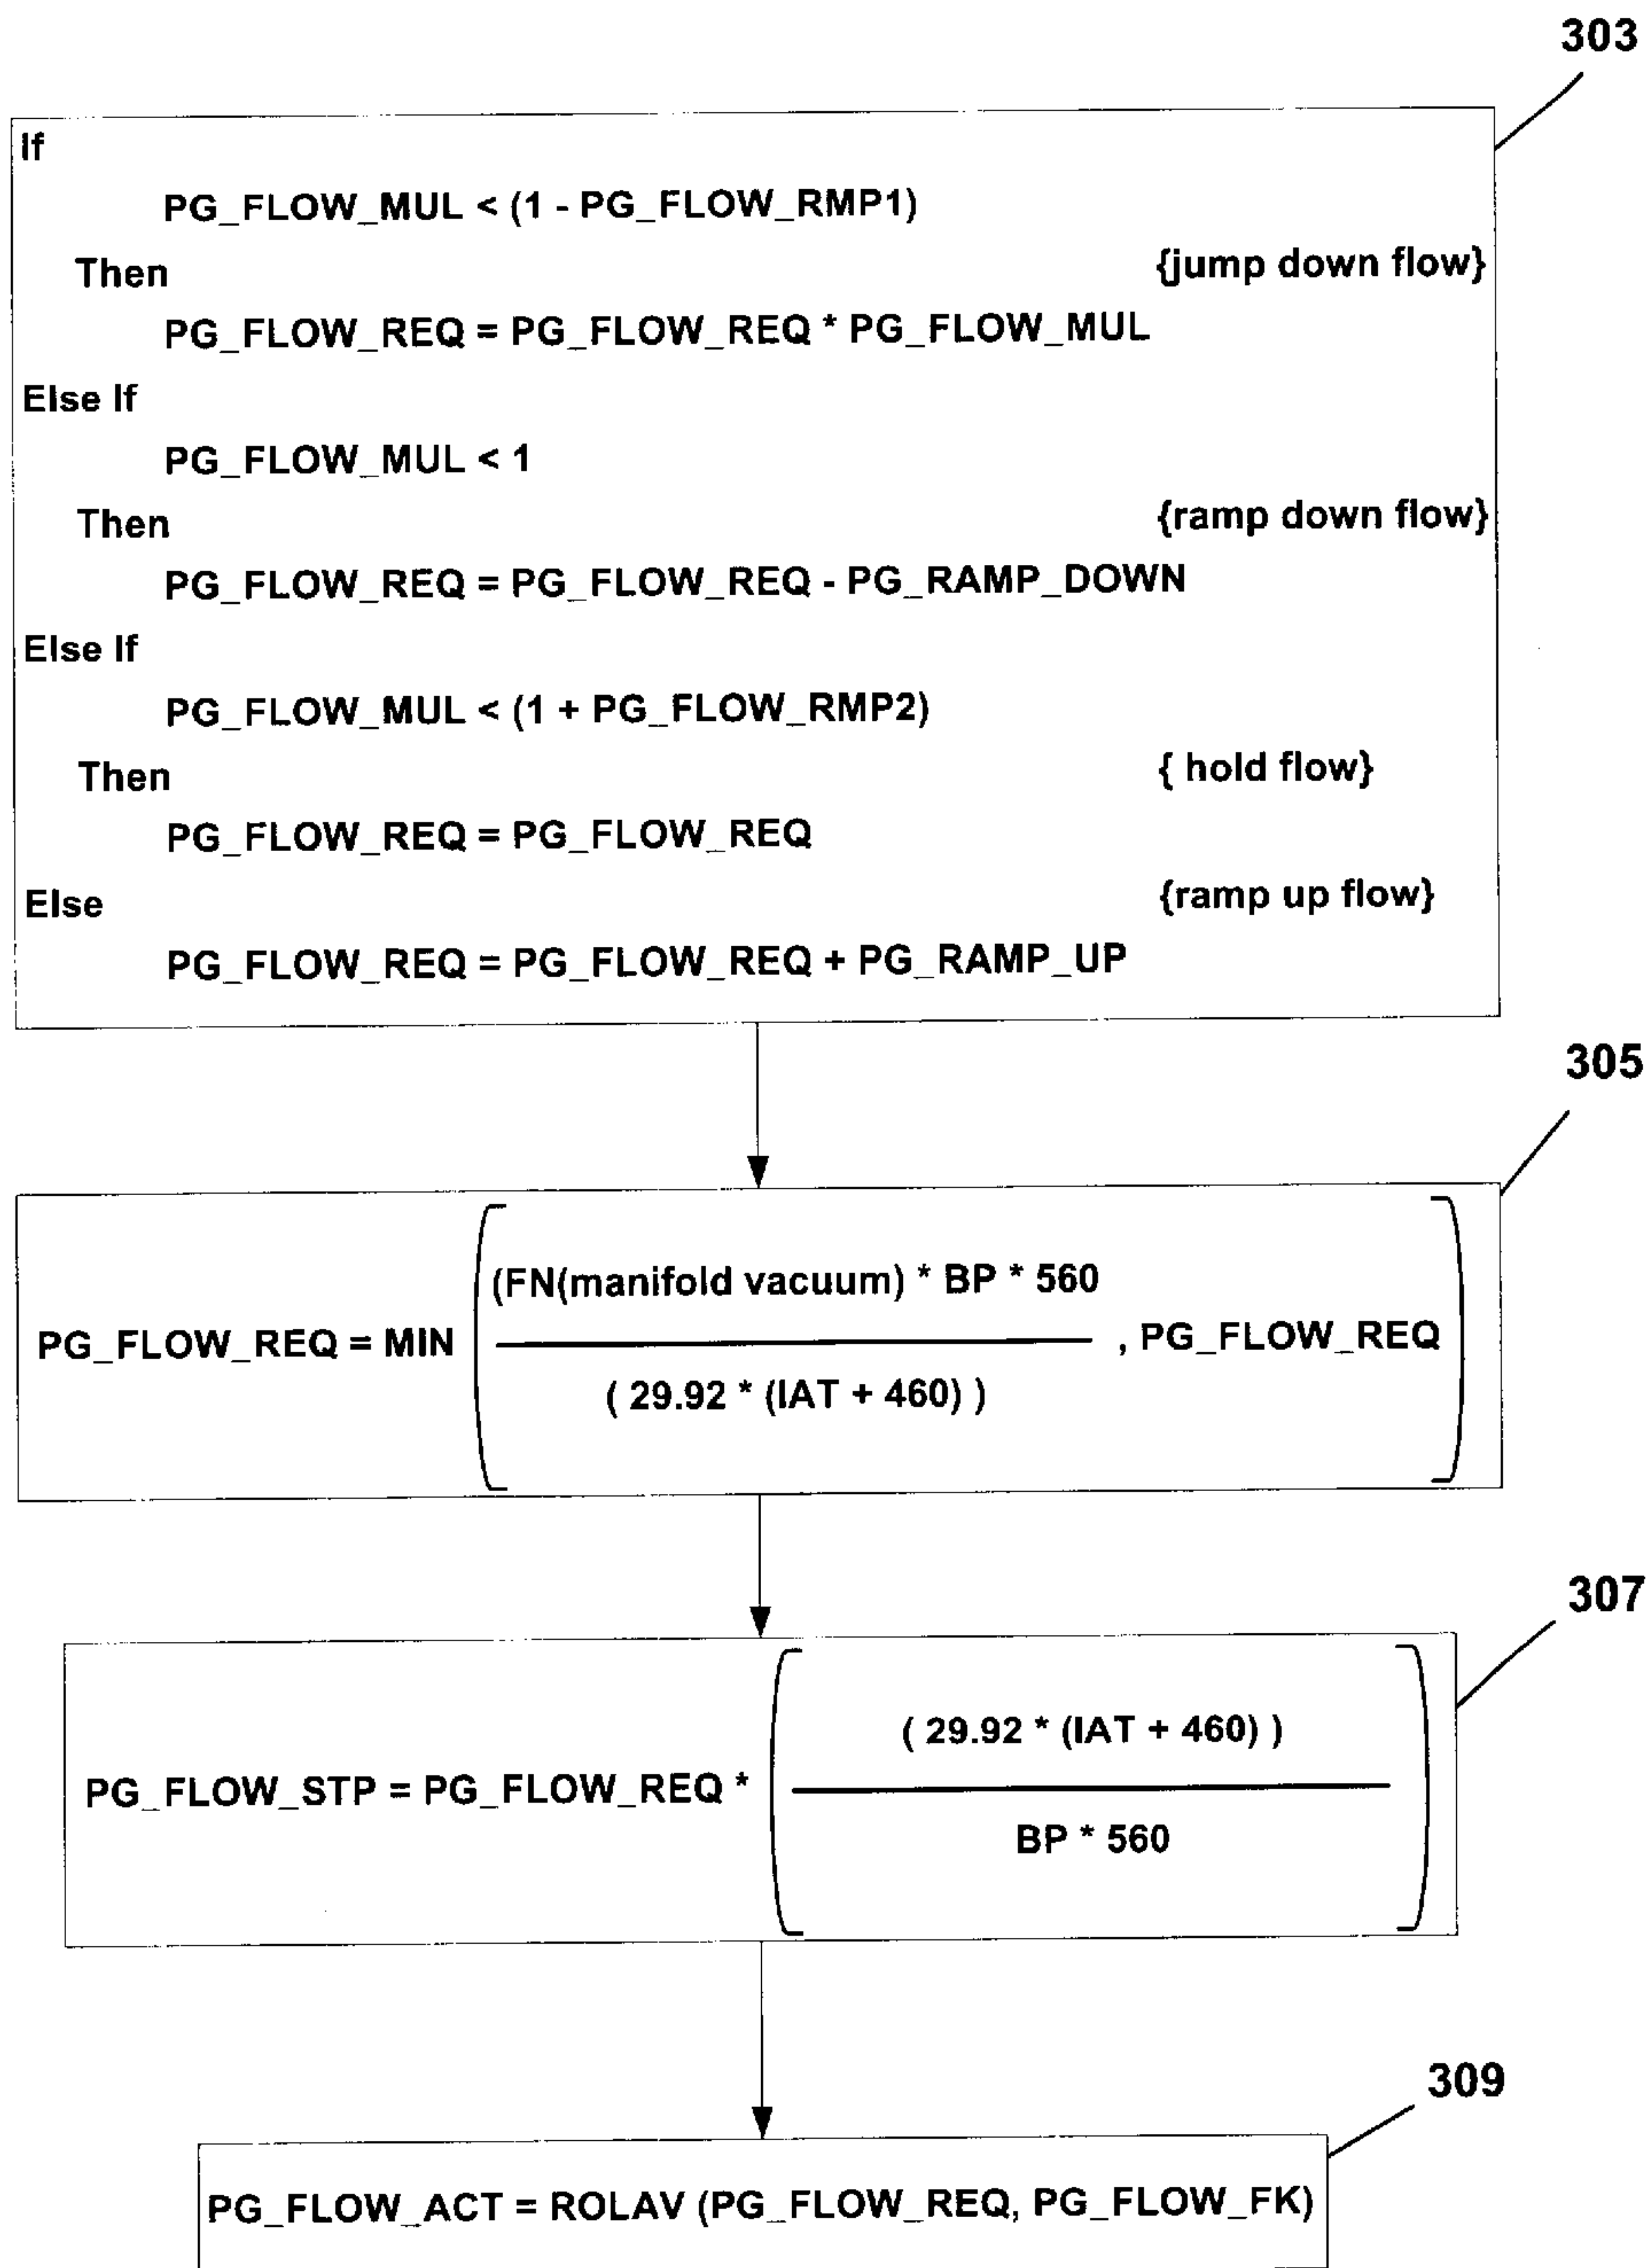 303
If
PG_FLOW_MUL < (1 - PG_FLOW_RMP1)
Then {jump down flow}
PG_FLOW_REQ = PG_FLOW_REQ * PG_FLOW_MUL
Else If
PG_FLOW_MUL < 1
Then {ramp down flow}
PG_FLOW_REQ = PG_FLOW_REQ - PG_RAMP_DOWN
Else If
PG_FLOW_MUL < (1 + PG_FLOW_RMP2)
Then { hold flow}
PG_FLOW_REQ = PG_FLOW_REQ
Else {ramp up flow}
PG_FLOW_REQ = PG_FLOW_REQ + PG_RAMP_UP
305
(FN(manifold vacuum) * BP * 560
PG_FLOW_REQ = MIN , PG_FLOW_REQ
( 29.92 * (IAT + 460) )
307
( 29.92 * (IAT + 460) )
PG_FLOW_STP = PG_FLOW_REQ *
BP * 560
309
PG_FLOW_ACT = ROLAV (PG_FLOW_REQ, PG_FLOW_FK)